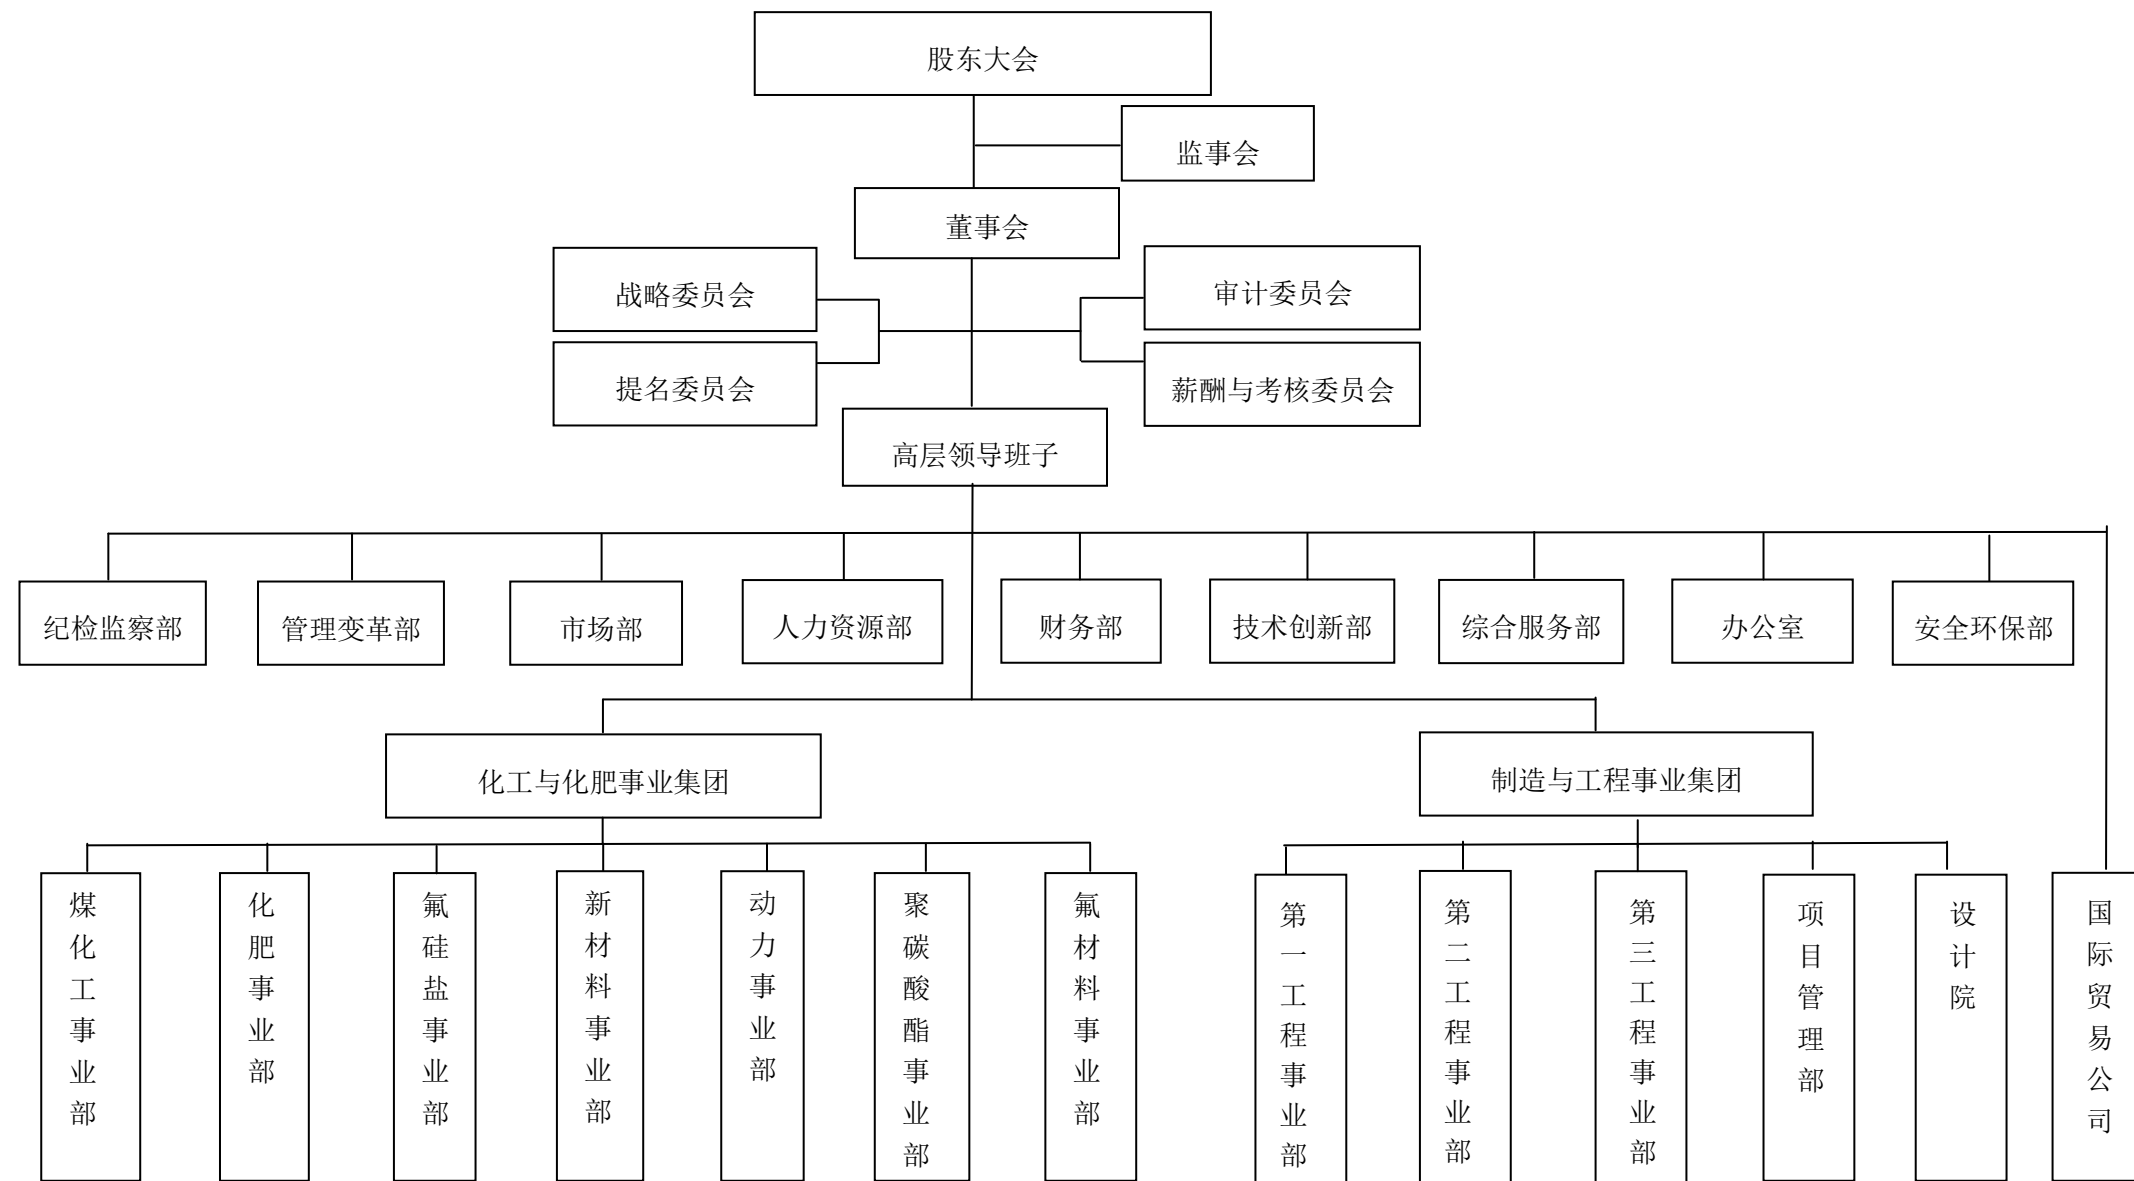 股东大会
监事会
董事会
战略委员会
审计委员会
提名委员会
薪酬与考核委员会
高层领导班子
纪检监察部
管理变革部
市场部
人力资源部
财务部
技术创新部
综合服务部
办公室
安全环保部
化工与化肥事业集团
制造与工程事业集团
煤化工事业部
化肥事业部
氟硅盐事业部
新材料事业部
动力事业部
聚碳酸酯事业部
氟材料事业部
第一工程事业部
第二工程事业部
第三工程事业部
项目管理部
设计院
国际贸易公司